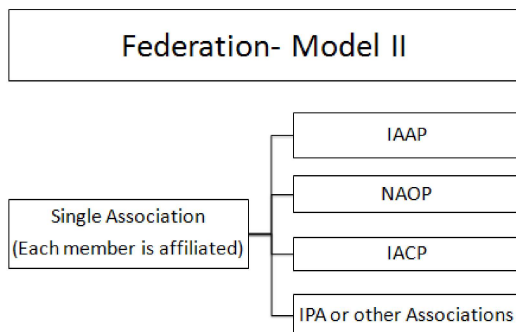 Federation- Model II
IAAP
NAOP
Single Association
(Each member is affiliated)
IACP
IPA or other Associations